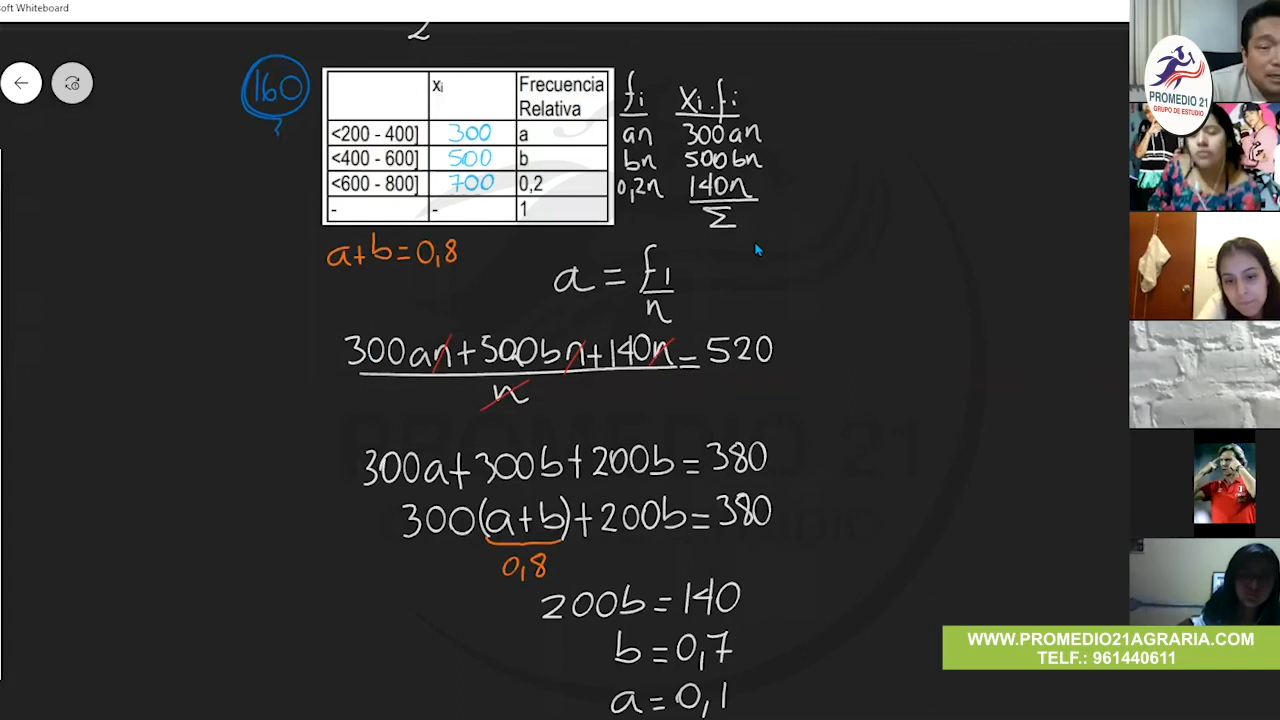 soft Whiteboard
2
160
xᵢ Frecuencia Relativa fᵢ Xᵢ.fᵢ
<200 - 400] 300 a an 300an
<400 - 600] 500 b bn 500bn
<600 - 800] 700 0,2 0,2n 140n
- - 1 Σ
a+b=0,8
a = f₁/n
300an+500bn+140n = 520
n
300a+300b+200b=380
300(a+b)+200b=380
0,8
200b=140
b=0,7
a=0,1
PROMEDIO 21
GRUPO DE ESTUDIO
PROMEDIO 21
WWW.PROMEDIO21AGRARIA.COM
TELF.: 961440611